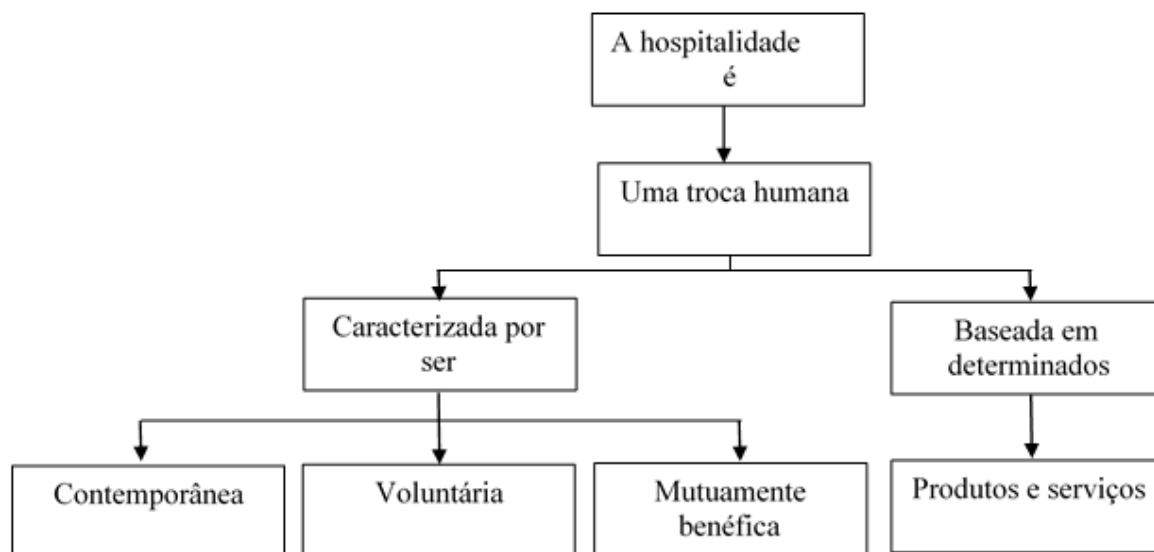 A hospitalidade
é
Uma troca humana
Caracterizada por
ser
Baseada em
determinados
Contemporânea
Voluntária
Mutuamente
benéfica
Produtos e serviços